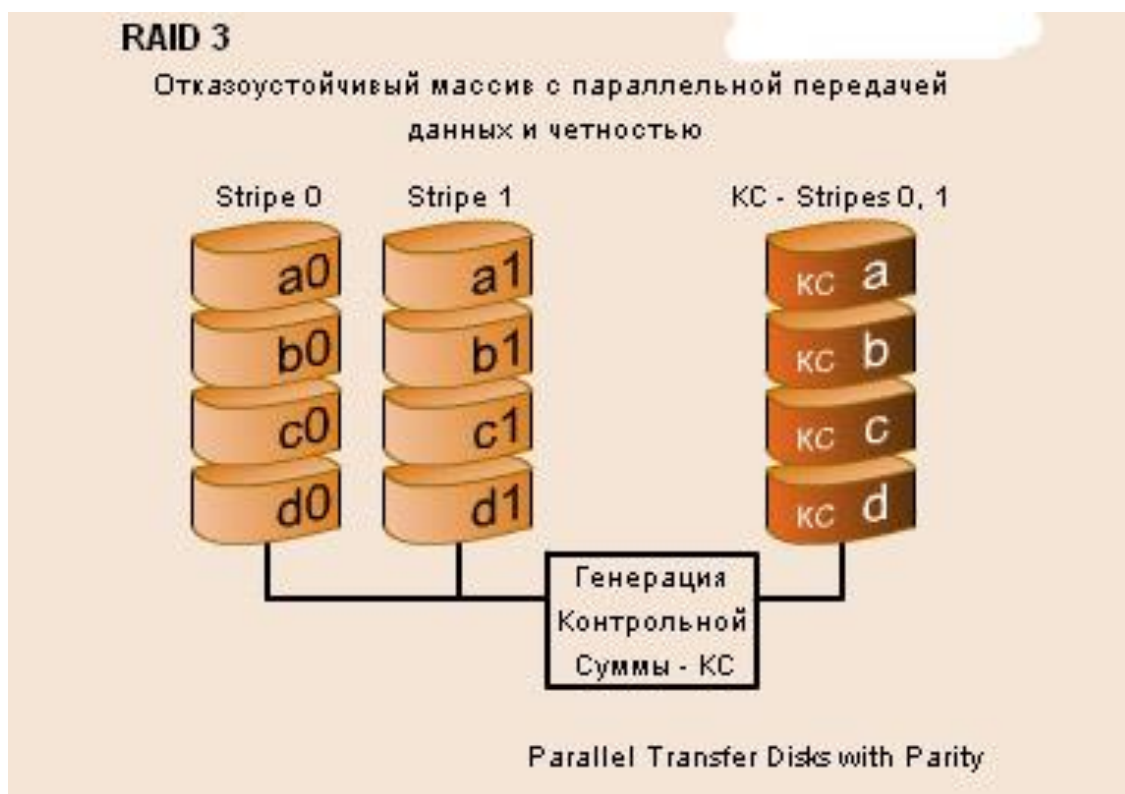 RAID 3
Отказоустойчивый массив с параллельной передачей
данных и четностью
Stripe 0 Stripe 1 КС - Stripes 0, 1
a0 a1 КС a
b0 b1 КС b
c0 c1 КС c
d0 d1 КС d
Генерация
Контрольной
Суммы - КС
Parallel Transfer Disks with Parity